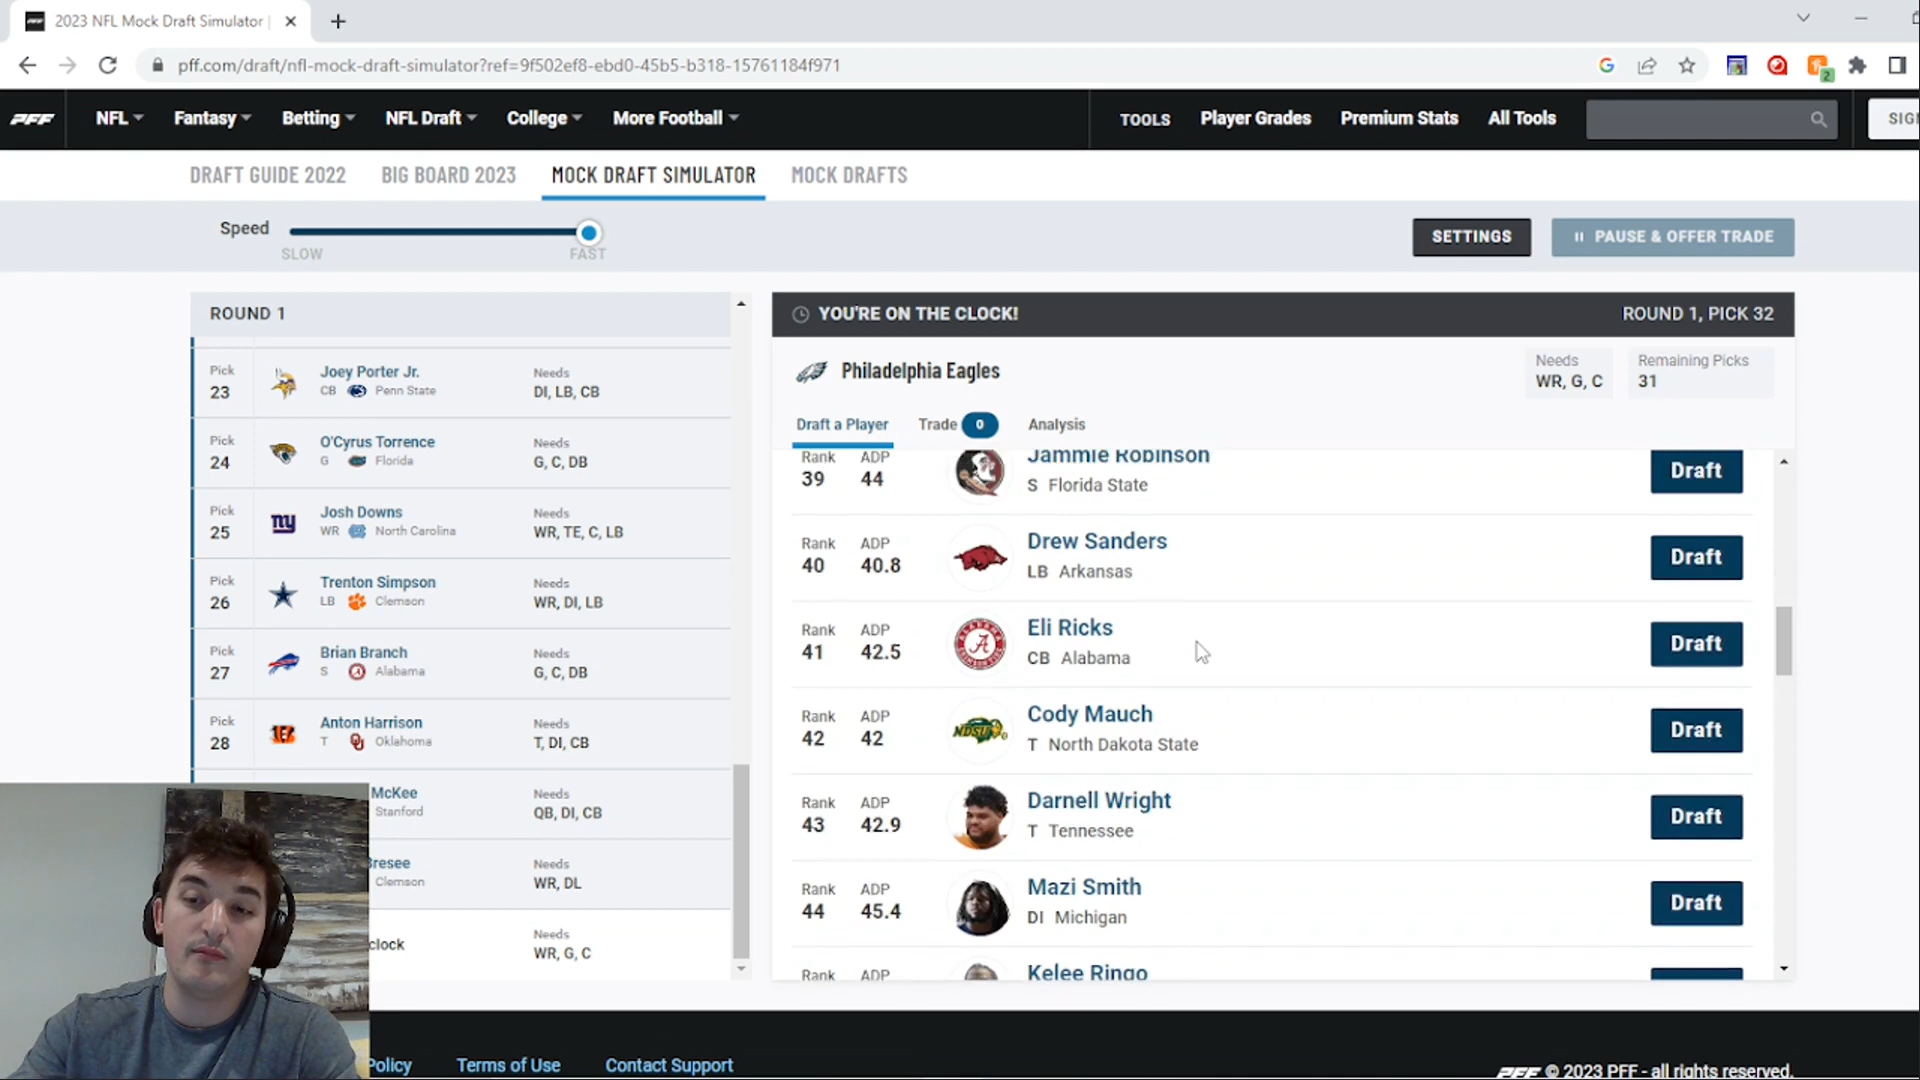 2023 NFL Mock Draft Simulator |
pff.com/draft/nfl-mock-draft-simulator?ref=9f502ef8-ebd0-45b5-b318-15761184f971
2
PFF
NFL
Fantasy
Betting
NFL Draft
College
More Football
TOOLS
Player Grades
Premium Stats
All Tools
SIG
DRAFT GUIDE 2022
BIG BOARD 2023
MOCK DRAFT SIMULATOR
MOCK DRAFTS
Speed
SLOW
FAST
SETTINGS
PAUSE & OFFER TRADE
ROUND 1
Pick
23
Joey Porter Jr.
CB Penn State
Needs
DI, LB, CB
Pick
24
O'Cyrus Torrence
G Florida
Needs
G, C, DB
Pick
25
ny
Josh Downs
WR North Carolina
Needs
WR, TE, C, LB
Pick
26
Trenton Simpson
LB Clemson
Needs
WR, DI, LB
Pick
27
Brian Branch
S Alabama
Needs
G, C, DB
Pick
28
Anton Harrison
T Oklahoma
Needs
T, DI, CB
McKee
Stanford
Needs
QB, DI, CB
Bresee
Clemson
Needs
WR, DL
clock
Needs
WR, G, C
YOU'RE ON THE CLOCK!
ROUND 1, PICK 32
Philadelphia Eagles
Needs
WR, G, C
Remaining Picks
31
Draft a Player
Trade 0
Analysis
Rank
39
ADP
44
Jammie Robinson
S Florida State
Draft
Rank
40
ADP
40.8
Drew Sanders
LB Arkansas
Draft
Rank
41
ADP
42.5
Eli Ricks
CB Alabama
Draft
Rank
42
ADP
42
NDSU
Cody Mauch
T North Dakota State
Draft
Rank
43
ADP
42.9
Darnell Wright
T Tennessee
Draft
Rank
44
ADP
45.4
Mazi Smith
DI Michigan
Draft
Rank
ADP
Kelee Ringo
Policy
Terms of Use
Contact Support
PFF © 2023 PFF - all rights reserved.